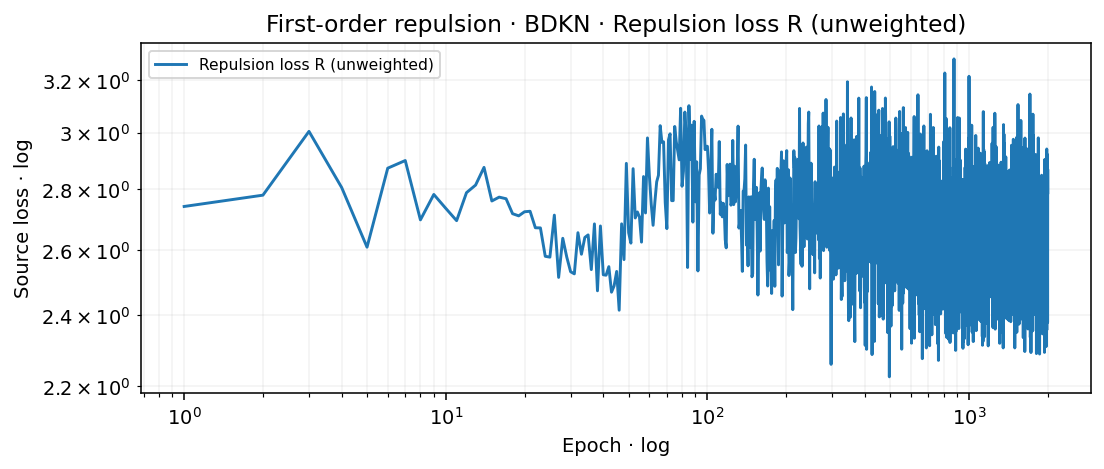 First-order repulsion · BDKN · Repulsion loss R (unweighted)
Repulsion loss R (unweighted)
Source loss · log
3.2 × 10⁰
3 × 10⁰
2.8 × 10⁰
2.6 × 10⁰
2.4 × 10⁰
2.2 × 10⁰
10⁰ 10¹ 10² 10³
Epoch · log